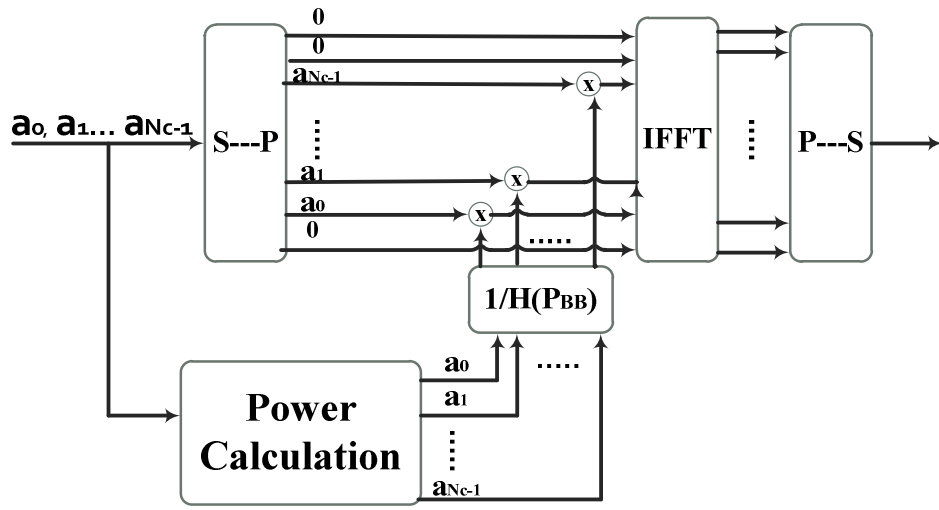 0
0
aNc-1
a0, a1... aNc-1
S---P
IFFT
P---S
a1
a0
0
1/H(PBB)
Power
Calculation
a0
a1
aNc-1